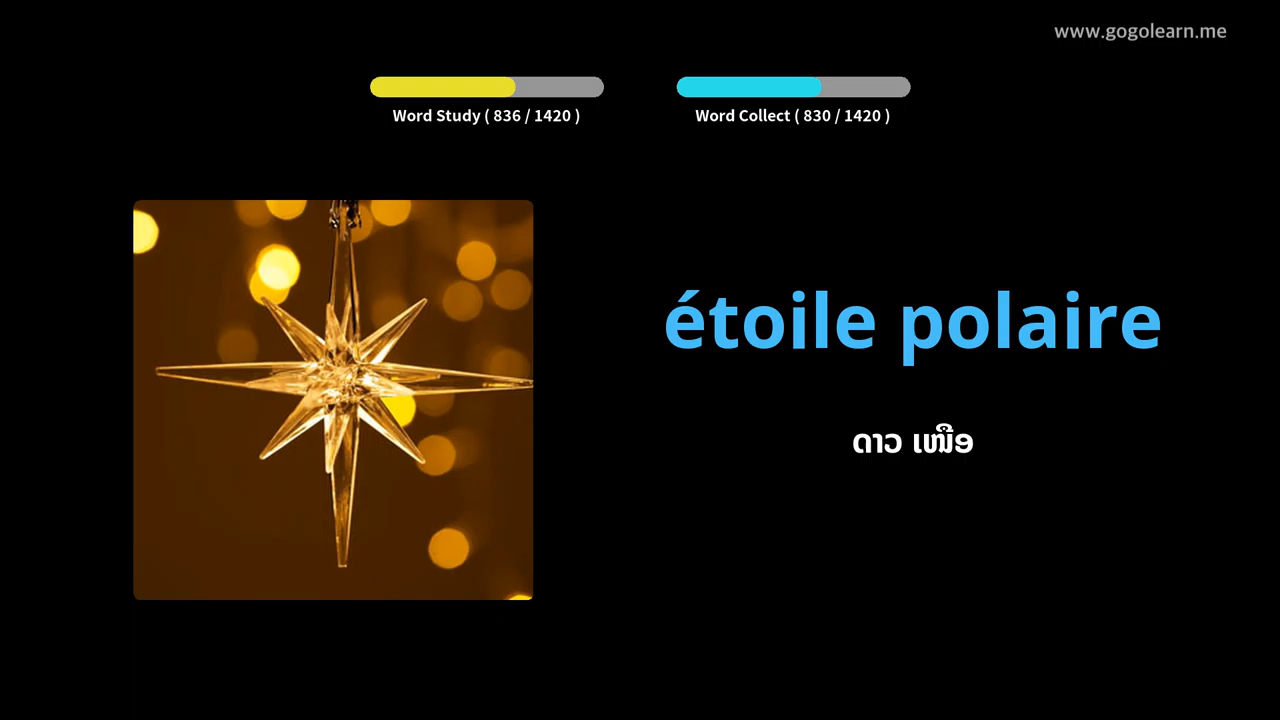 www.gogolearn.me
Word Study ( 836 / 1420 )
Word Collect ( 830 / 1420 )
étoile polaire
ດາວ ເໜືອ